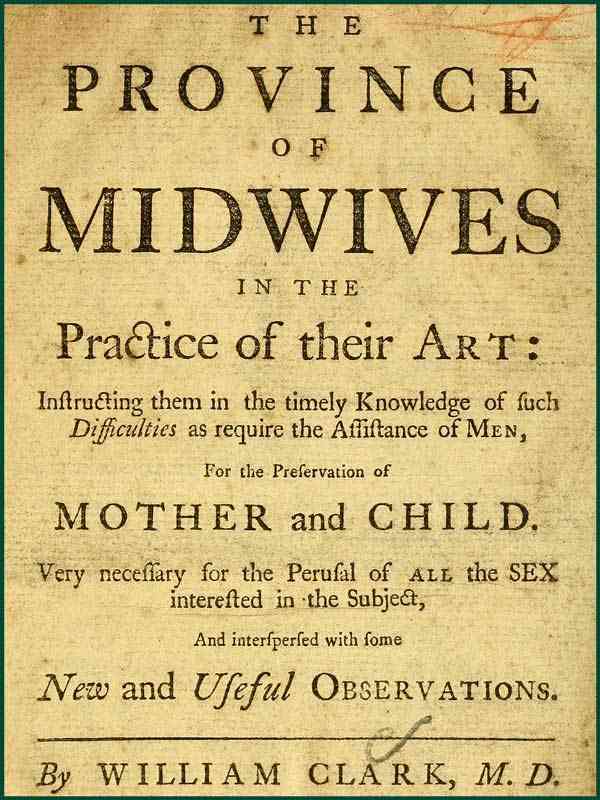 THE
PROVINCE
OF
MIDWIVES
IN THE
Practice of their ART:
Inſtructing them in the timely Knowledge of ſuch
Difficulties as require the Aſſiſtance of MEN,
For the Preſervation of
MOTHER and CHILD.
Very neceſſary for the Peruſal of ALL the SEX
intereſted in the Subject,
And interſperſed with ſome
New and Uſeful OBSERVATIONS.
By WILLIAM CLARK, M. D.